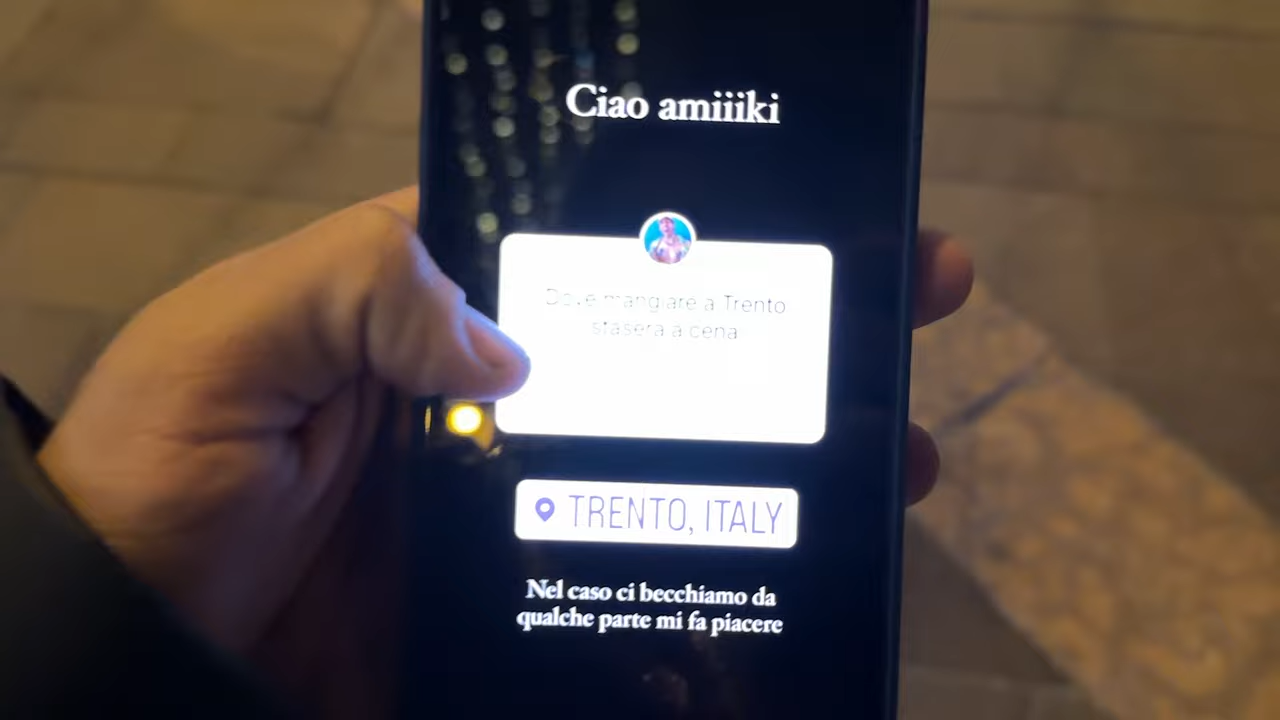 Ciao amiiiki
Dove mangiare a Trento
stasera a cena
TRENTO, ITALY
Nel caso ci becchiamo da
qualche parte mi fa piacere